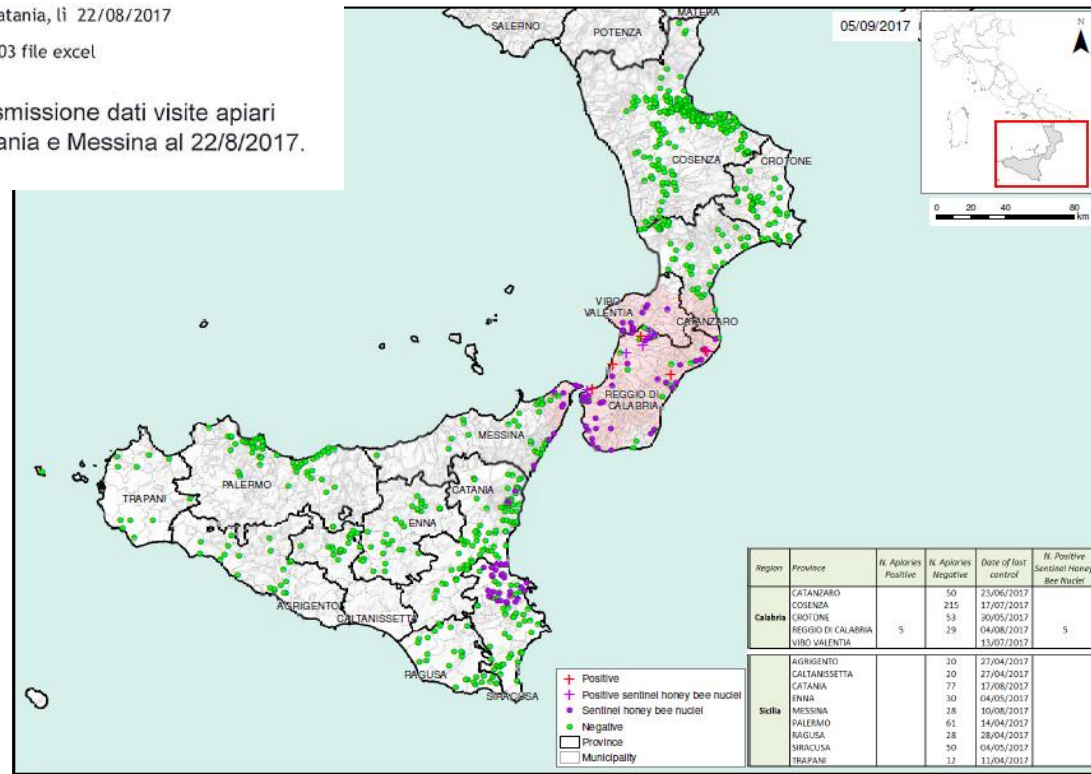 atania, lì 22/08/2017
03 file excel
smissione dati visite apiari
ania e Messina al 22/8/2017.
05/09/2017
N
SALERNO
POTENZA
MATERA
COSENZA
CROTONE
VIBO
VALENTIA
CATANZARO
REGGIO DI
CALABRIA
MESSINA
PALERMO
TRAPANI
CATANIA
ENNA
AGRIGENTO
CALTANISSETTA
RAGUSA
SIRACUSA
0 20 40 80
km
Positive
Positive sentinel honey bee nuclei
Sentinel honey bee nuclei
Negative
Province
Municipality
Region Province N. Apiaries Positive N. Apiaries Negative Date of last control N. Positive Sentinel Honey Bee Nuclei
Calabria
CATANZARO 50 23/06/2017
COSENZA 215 17/07/2017
CROTONE 53 30/05/2017
REGGIO DI CALABRIA 5 29 04/08/2017 5
VIBO VALENTIA 13/07/2017
Sicilia
AGRIGENTO 20 27/04/2017
CALTANISSETTA 20 27/04/2017
CATANIA 77 17/08/2017
ENNA 30 04/05/2017
MESSINA 28 10/08/2017
PALERMO 61 14/04/2017
RAGUSA 28 28/04/2017
SIRACUSA 50 04/05/2017
TRAPANI 12 11/04/2017